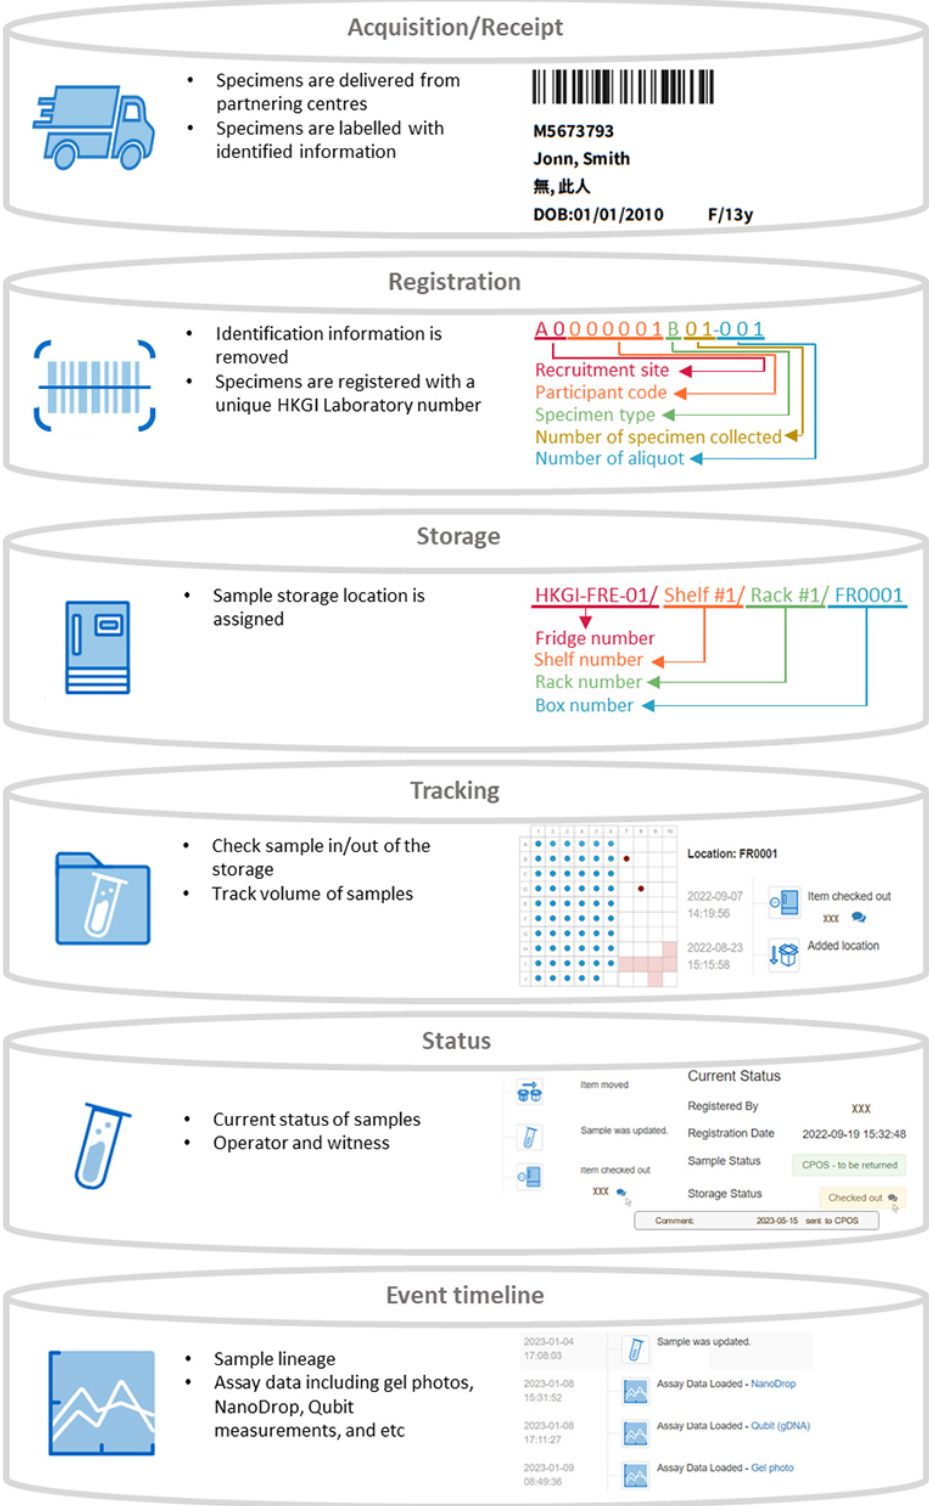 Acquisition/Receipt
• Specimens are delivered from
partnering centres
• Specimens are labelled with
identified information
M5673793
Jonn, Smith
無, 此人
DOB:01/01/2010 F/13y
Registration
• Identification information is
removed
• Specimens are registered with a
unique HKGI Laboratory number
A 0 0 0 0 0 0 1 B 0 1-0 0 1
Recruitment site
Participant code
Specimen type
Number of specimen collected
Number of aliquot
Storage
• Sample storage location is
assigned
HKGI-FRE-01/ Shelf #1/ Rack #1/ FR0001
Fridge number
Shelf number
Rack number
Box number
Tracking
• Check sample in/out of the
storage
• Track volume of samples
1 2 3 4 5 6 7 8 9 10
A
B
C
D
E
F
G
H
I
J
Location: FR0001
2022-09-07
14:19:56
Item checked out
XXX
2022-08-23
15:15:58
Added location
Status
• Current status of samples
• Operator and witness
Item moved
Sample was updated.
Item checked out
XXX
Current Status
Registered By XXX
Registration Date 2022-09-19 15:32:48
Sample Status CPOS - to be returned
Storage Status Checked out
Comment: 2023-05-15 sent to CPOS
Event timeline
• Sample lineage
• Assay data including gel photos,
NanoDrop, Qubit
measurements, and etc
2023-01-04
17:08:03
Sample was updated.
2023-01-08
15:31:52
Assay Data Loaded - NanoDrop
2023-01-08
17:11:27
Assay Data Loaded - Qubit (gDNA)
2023-01-09
08:49:36
Assay Data Loaded - Gel photo